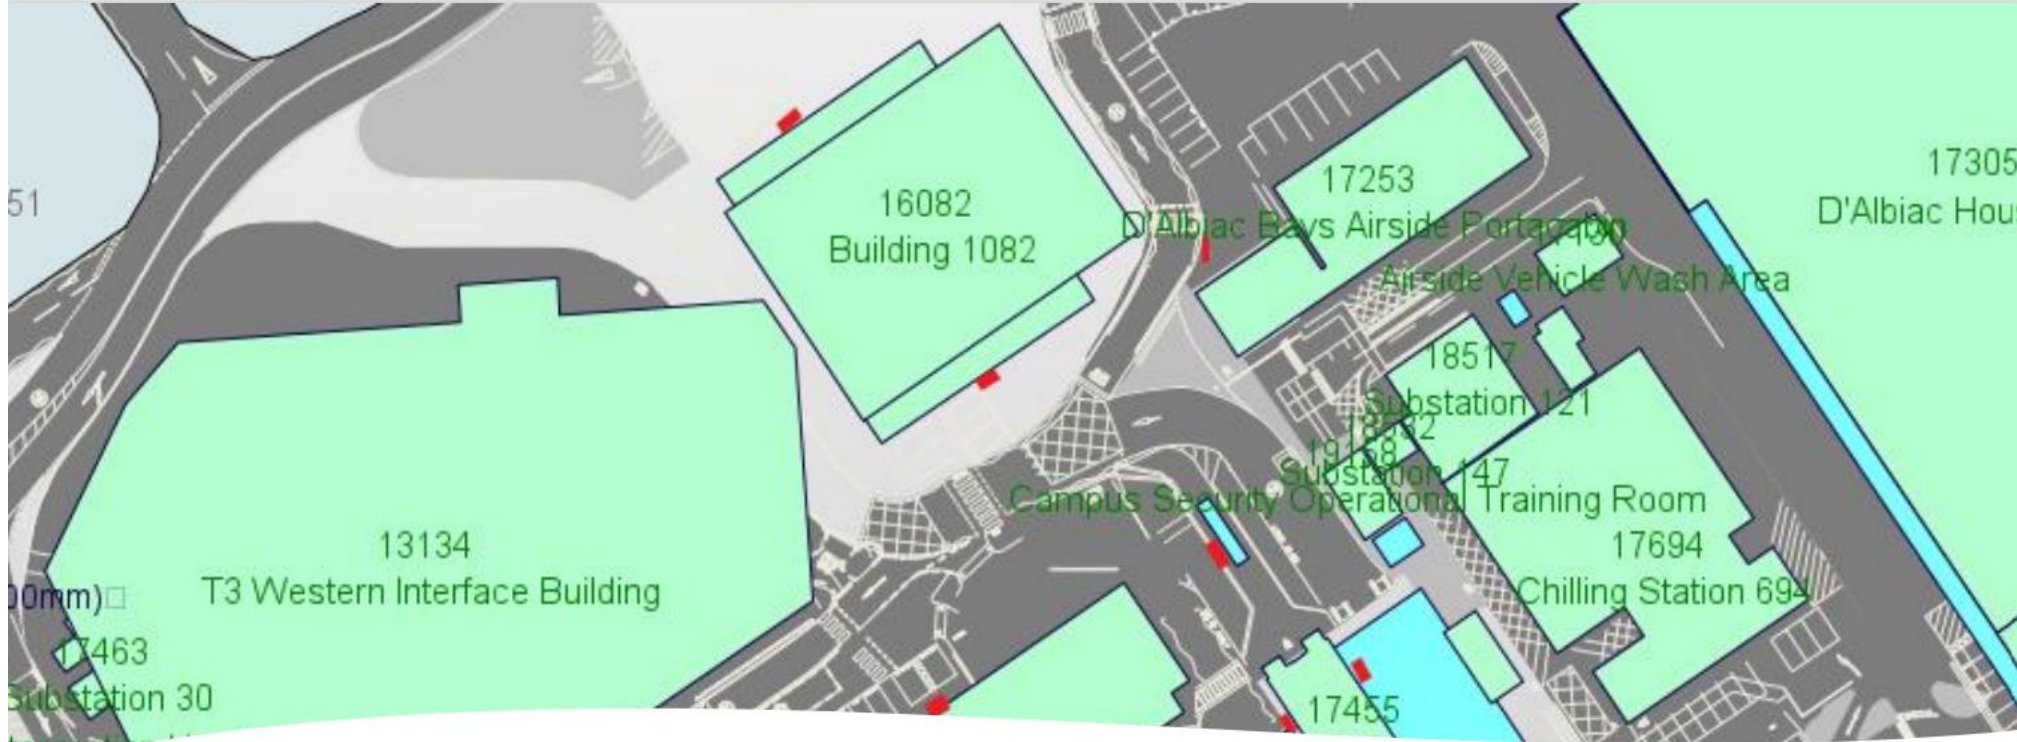 51
16082
Building 1082
17253
D'Albiac Bays Airside Portacabin
Airside Vehicle Wash Area
17305
D'Albiac Hou
18517
Substation 121
19158
Substation 147
Campus Security Operational Training Room
17694
Chilling Station 694
13134
T3 Western Interface Building
00mm)
17463
Substation 30
17455